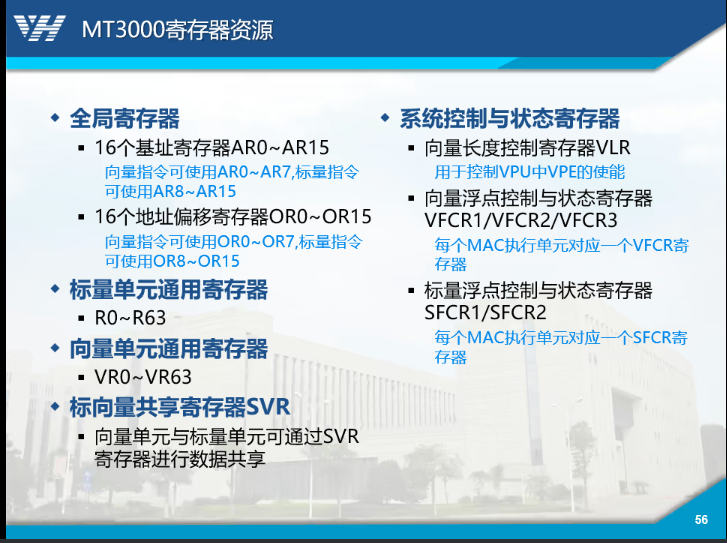 MT3000寄存器资源
全局寄存器
16个基址寄存器AR0~AR15
向量指令可使用AR0~AR7,标量指令
可使用AR8~AR15
16个地址偏移寄存器OR0~OR15
向量指令可使用OR0~OR7,标量指令
可使用OR8~OR15
标量单元通用寄存器
R0~R63
向量单元通用寄存器
VR0~VR63
标向量共享寄存器SVR
向量单元与标量单元可通过SVR
寄存器进行数据共享
系统控制与状态寄存器
向量长度控制寄存器VLR
用于控制VPU中VPE的使能
向量浮点控制与状态寄存器
VFCR1/VFCR2/VFCR3
每个MAC执行单元对应一个VFCR寄
存器
标量浮点控制与状态寄存器
SFCR1/SFCR2
每个MAC执行单元对应一个SFCR寄
存器
56